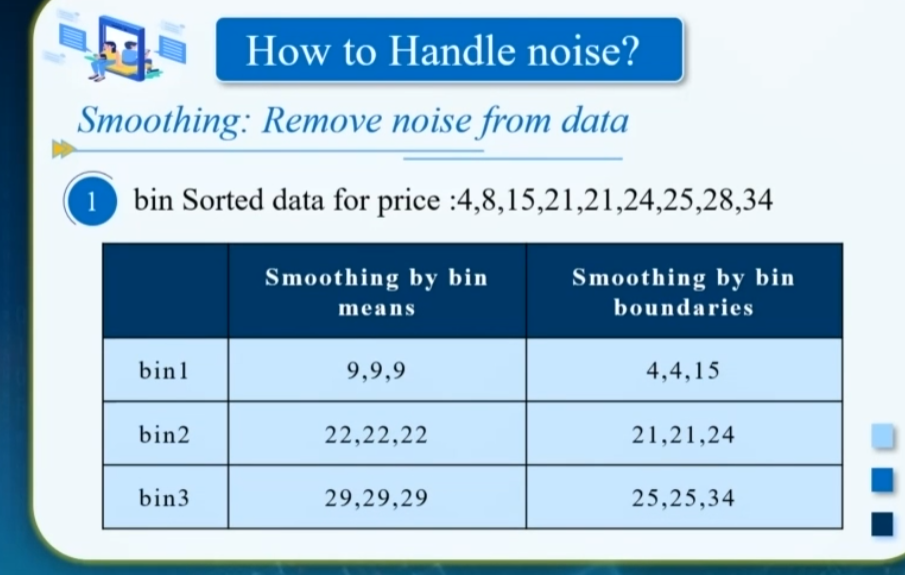 How to Handle noise?
Smoothing: Remove noise from data
1 bin Sorted data for price :4,8,15,21,21,24,25,28,34
Smoothing by bin means
Smoothing by bin boundaries
bin1 9,9,9 4,4,15
bin2 22,22,22 21,21,24
bin3 29,29,29 25,25,34